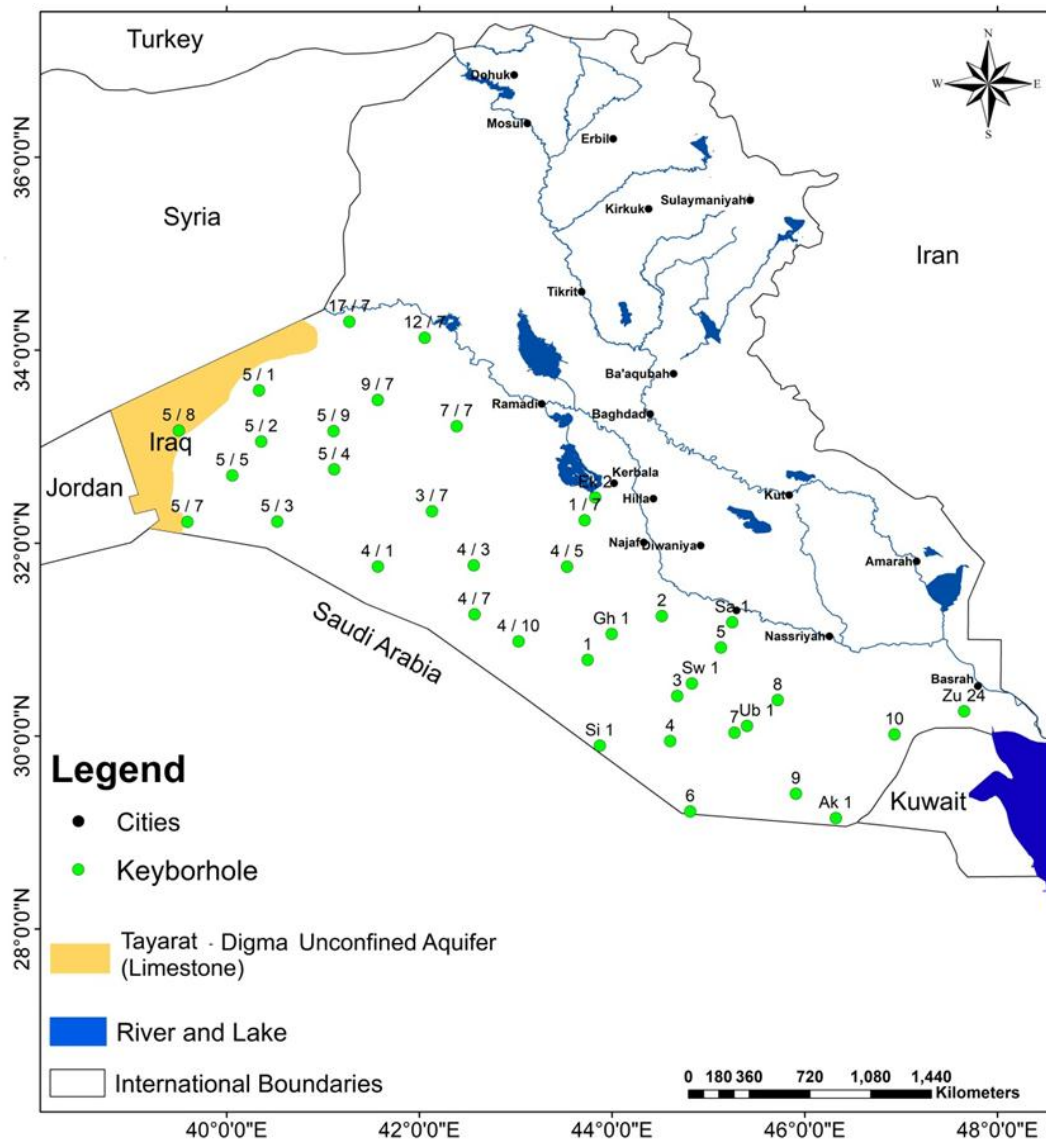 Turkey
N
W
E
S
Dohuk
Mosul
Erbil
36°0'0"N
Syria
Sulaymaniyah
Kirkuk
Iran
Tikrit
17 / 7
12 / 7
34°0'0"N
Ba'aqubah
5 / 1
9 / 7
Ramadi
Baghdad
5 / 8
Iraq
5 / 2
5 / 9
7 / 7
5 / 5
5 / 4
Kerbala
Ek 2
Jordan
Hilla
Kut
5 / 7
5 / 3
3 / 7
1 / 7
32°0'0"N
Najaf
Diwaniya
4 / 1
4 / 3
4 / 5
Amarah
4 / 7
2
Sa 1
Saudi Arabia
4 / 10
Gh 1
5
Nassriyah
1
Sw 1
Basrah
3
8
Zu 24
Ub 1
7
10
30°0'0"N
Si 1
4
Legend
9
Kuwait
6
Ak 1
Cities
Keyborhole
28°0'0"N
Tayarat - Digma Unconfined Aquifer
(Limestone)
River and Lake
International Boundaries
0 180 360 720 1,080 1,440
Kilometers
40°0'0"E 42°0'0"E 44°0'0"E 46°0'0"E 48°0'0"E